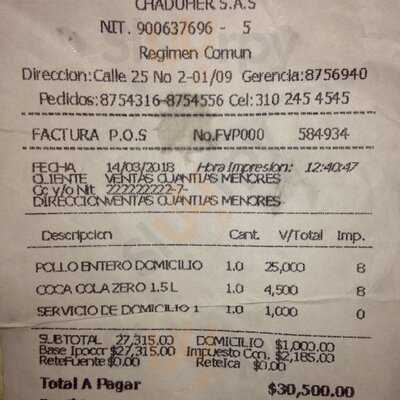 CHADUHER S.A.S
NIT. 900637696 - 5
Regimen Comun
Direccion:Calle 25 No 2-01/09 Gerencia:8756940
Pedidos:8754316-8754556 Cel:310 245 4545
FACTURA P.O.S No.FVP000 584934
FECHA 14/03/2018 Hora Impresion: 12:40:47
CLIENTE VENTAS CUANTIAS MENORES
Cc y/o Nit 222222222-7-
DIRECCIONVENTAS CUANTIAS MENORES
Descripcion Cant. V/Total Imp.
POLLO ENTERO DOMICILIO 1.0 25,000 8
COCA COLA ZERO 1.5 L 1.0 4,500 8
SERVICIO DE DOMICILIO 1 1.0 1,000 0
SUBTOTAL 27,315.00 DOMICILIO $1,000.00
Base Ipocor $27,315.00 Impuesto Con. $2,185.00
ReteFuente $0.00 ReteIca $0.00
Total A Pagar $30,500.00